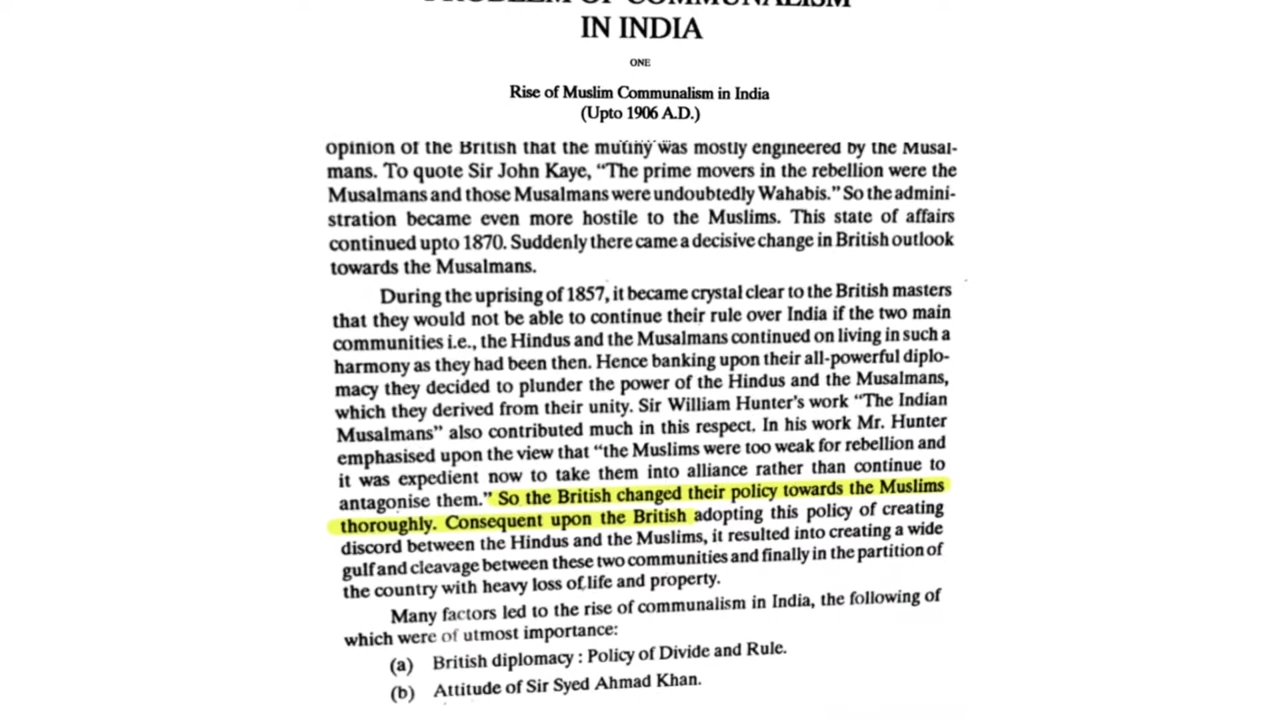 PROBLEM OF COMMUNALISM
IN INDIA
ONE
Rise of Muslim Communalism in India
(Upto 1906 A.D.)
opinion of the British that the mutiny was mostly engineered by the Musal-
mans. To quote Sir John Kaye, “The prime movers in the rebellion were the
Musalmans and those Musalmans were undoubtedly Wahabis.” So the admini-
stration became even more hostile to the Muslims. This state of affairs
continued upto 1870. Suddenly there came a decisive change in British outlook
towards the Musalmans.
During the uprising of 1857, it became crystal clear to the British masters
that they would not be able to continue their rule over India if the two main
communities i.e., the Hindus and the Musalmans continued on living in such a
harmony as they had been then. Hence banking upon their all-powerful diplo-
macy they decided to plunder the power of the Hindus and the Musalmans,
which they derived from their unity. Sir William Hunter's work “The Indian
Musalmans” also contributed much in this respect. In his work Mr. Hunter
emphasised upon the view that “the Muslims were too weak for rebellion and
it was expedient now to take them into alliance rather than continue to
antagonise them.” So the British changed their policy towards the Muslims
thoroughly. Consequent upon the British adopting this policy of creating
discord between the Hindus and the Muslims, it resulted into creating a wide
gulf and cleavage between these two communities and finally in the partition of
the country with heavy loss of life and property.
Many factors led to the rise of communalism in India, the following of
which were of utmost importance:
(a) British diplomacy : Policy of Divide and Rule.
(b) Attitude of Sir Syed Ahmad Khan.